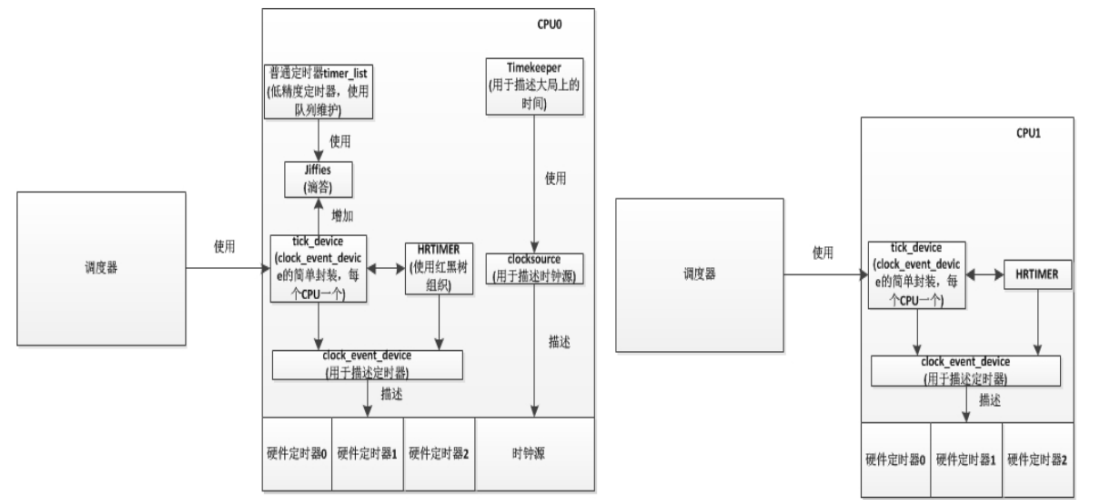 CPU0
普通定时器timer_list
(低精度定时器，使用
队列维护)
使用
Jiffies
(滴答)
增加
tick_device
(clock_event_devic
e的简单封装，每
个CPU一个)
HRTIMER
(使用红黑树
组织)
clock_event_device
(用于描述定时器)
描述
Timekeeper
(用于描述大局上的
时间)
使用
clocksource
(用于描述时钟源)
描述
调度器
使用
硬件定时器0
硬件定时器1
硬件定时器2
时钟源
CPU1
调度器
使用
tick_device
(clock_event_devic
e的简单封装，每
个CPU一个)
HRTIMER
clock_event_device
(用于描述定时器)
描述
硬件定时器0
硬件定时器1
硬件定时器2